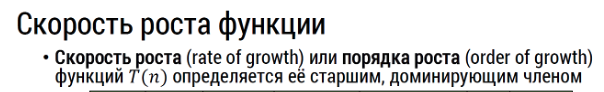 Скорость роста функции
• Скорость роста (rate of growth) или порядка роста (order of growth)
функций T(n) определяется её старшим, доминирующим членом